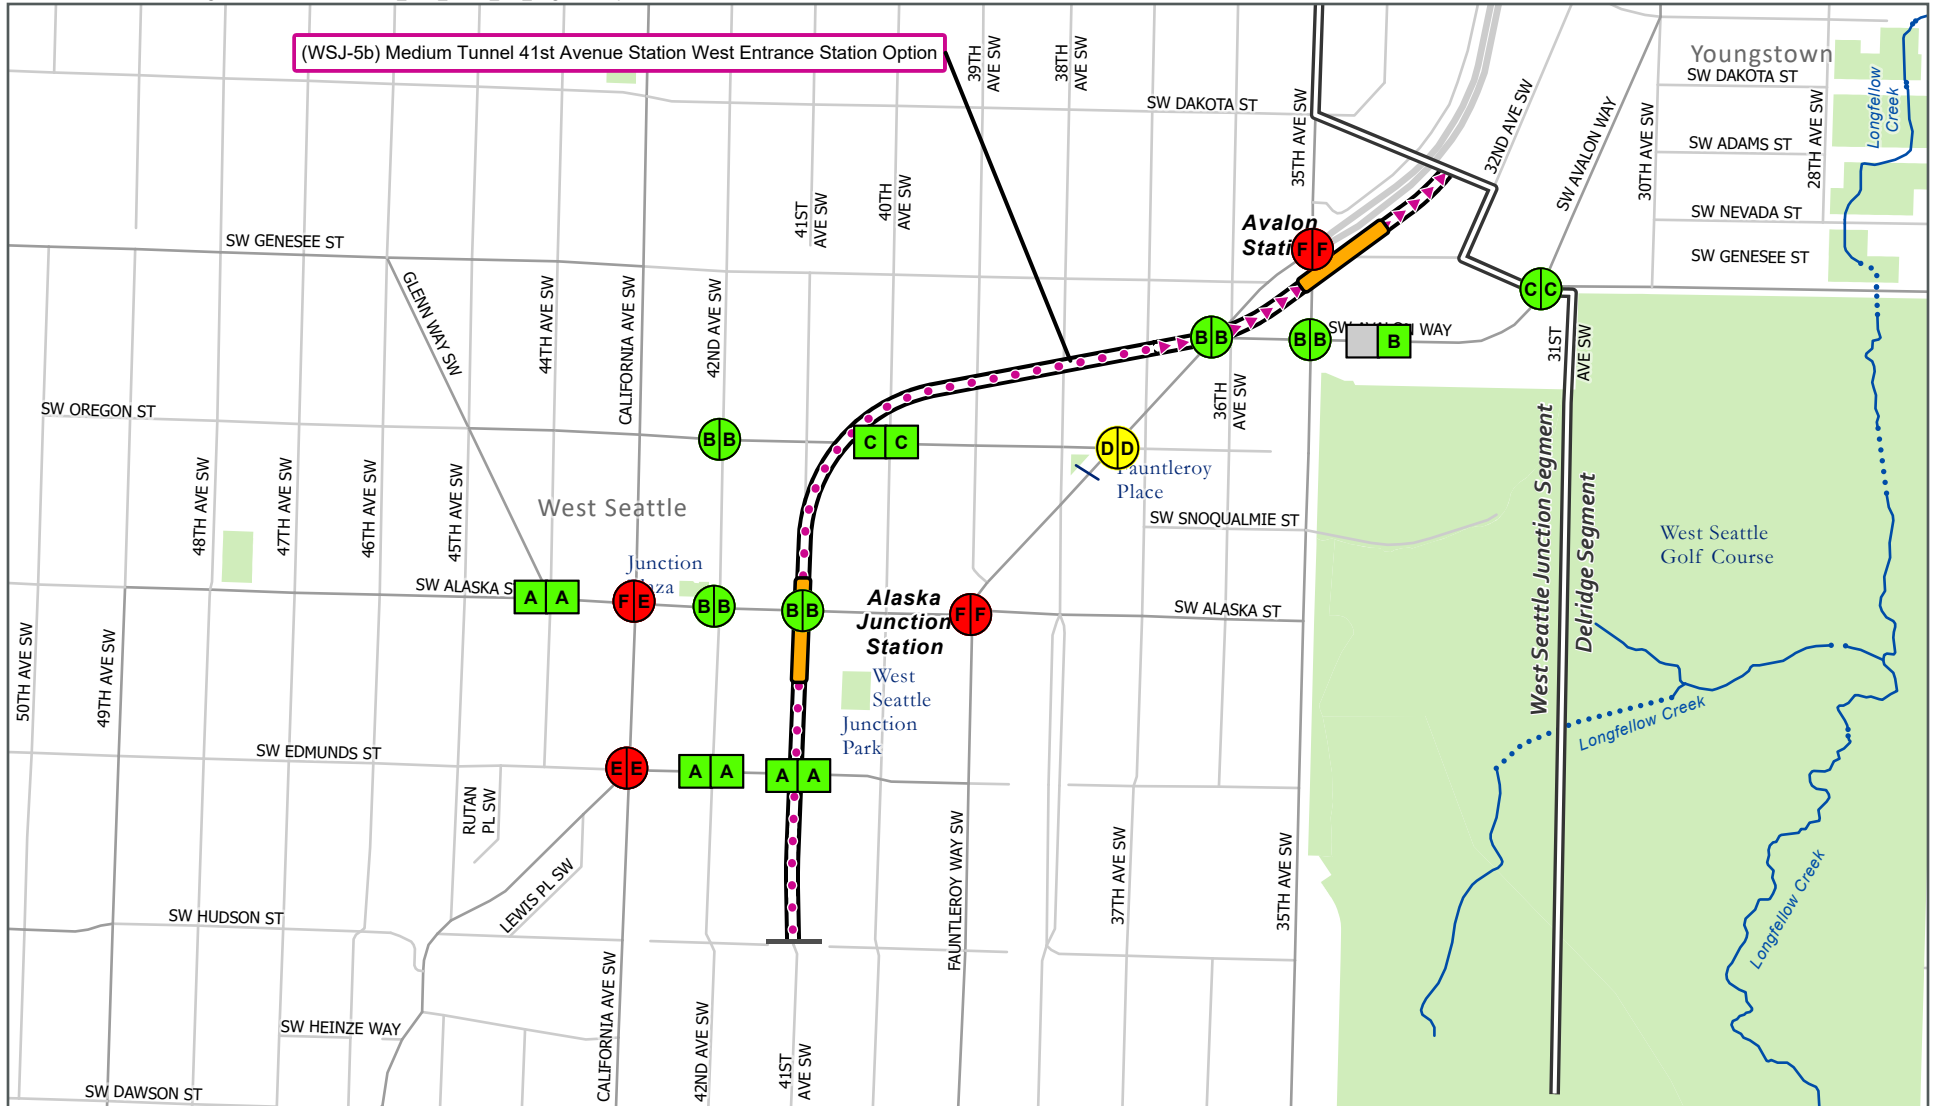 (WSJ-5b) Medium Tunnel 41st Avenue Station West Entrance Station Option
39TH
AVE SW
38TH
AVE SW
Youngstown
SW DAKOTA ST
SW DAKOTA ST
35TH AVE SW
32ND AVE SW
SW AVALON WAY
30TH AVE SW
28TH AVE SW
Longfellow
Creek
SW ADAMS ST
SW NEVADA ST
SW GENESEE ST
SW GENESEE ST
41ST
AVE SW
40TH
AVE SW
Avalon
Stati
F F
C C
GLENN WAY SW
44TH AVE SW
CALIFORNIA AVE SW
42ND AVE SW
B B
B B
B
SW AVALON WAY
31ST
AVE SW
36TH
AVE SW
SW OREGON ST
B B
C C
D D
Fauntleroy
Place
48TH AVE SW
47TH AVE SW
46TH AVE SW
45TH AVE SW
West Seattle
SW SNOQUALMIE ST
West Seattle Junction Segment
Delridge Segment
West Seattle
Golf Course
Junction
aza
SW ALASKA S
A A
F E
B B
B B
Alaska
Junction
Station
F F
SW ALASKA ST
50TH AVE SW
49TH AVE SW
West
Seattle
Junction
Park
Longfellow Creek
SW EDMUNDS ST
E E
A A
A A
RUTAN
PL SW
LEWIS PL SW
FAUNTLEROY WAY SW
37TH AVE SW
35TH AVE SW
Longfellow Creek
SW HUDSON ST
CALIFORNIA AVE SW
42ND AVE SW
41ST
AVE SW
SW HEINZE WAY
SW DAWSON ST